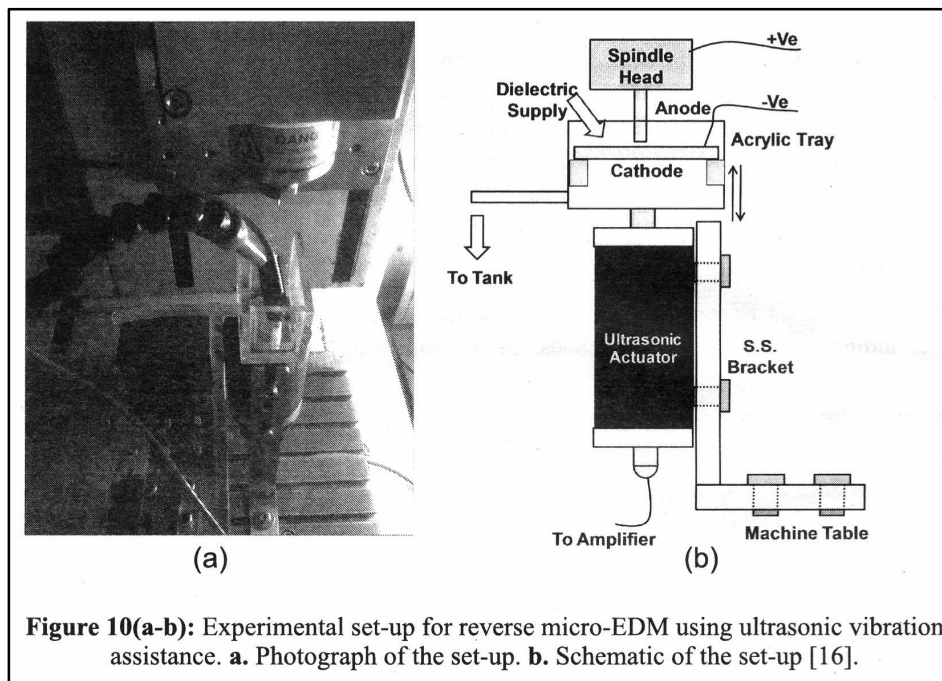 DANG
(a)
+Ve
Spindle
Head
Dielectric
Supply
Anode
-Ve
Acrylic Tray
Cathode
To Tank
Ultrasonic
Actuator
S.S.
Bracket
To Amplifier
Machine Table
(b)
Figure 10(a-b): Experimental set-up for reverse micro-EDM using ultrasonic vibration
assistance. a. Photograph of the set-up. b. Schematic of the set-up [16].